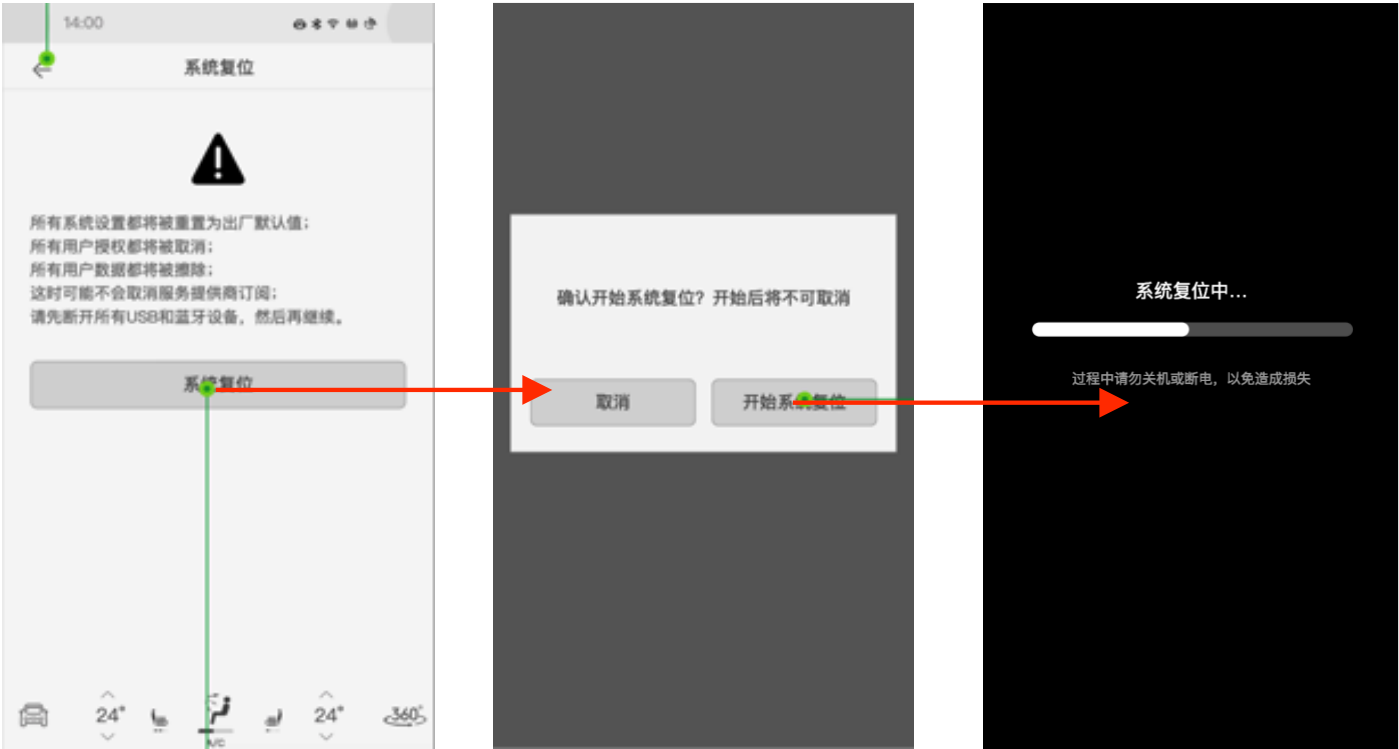 14:00
系统复位
所有系统设置都将被重置为出厂默认值；
所有用户授权都将被取消；
所有用户数据都将被擦除；
这时可能不会取消服务提供商订阅；
请先断开所有USB和蓝牙设备，然后再继续。
系统复位
24°
24°
360°
A/C
确认开始系统复位？开始后将不可取消
取消
开始系统复位
系统复位中...
过程中请勿关机或断电，以免造成损失